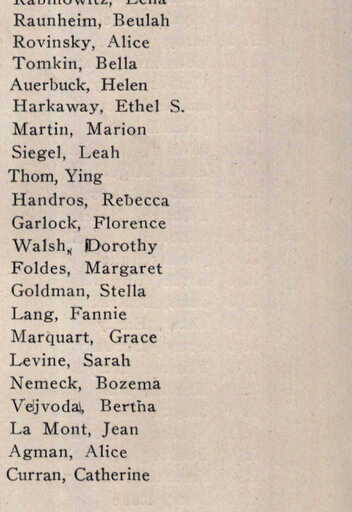 Rabinowitz, Lena
Raunheim, Beulah
Rovinsky, Alice
Tomkin, Bella
Auerbuck, Helen
Harkaway, Ethel S.
Martin, Marion
Siegel, Leah
Thom, Ying
Handros, Rebecca
Garlock, Florence
Walsh, Dorothy
Foldes, Margaret
Goldman, Stella
Lang, Fannie
Marquart, Grace
Levine, Sarah
Nemeck, Bozema
Vejvoda, Bertha
La Mont, Jean
Agman, Alice
Curran, Catherine